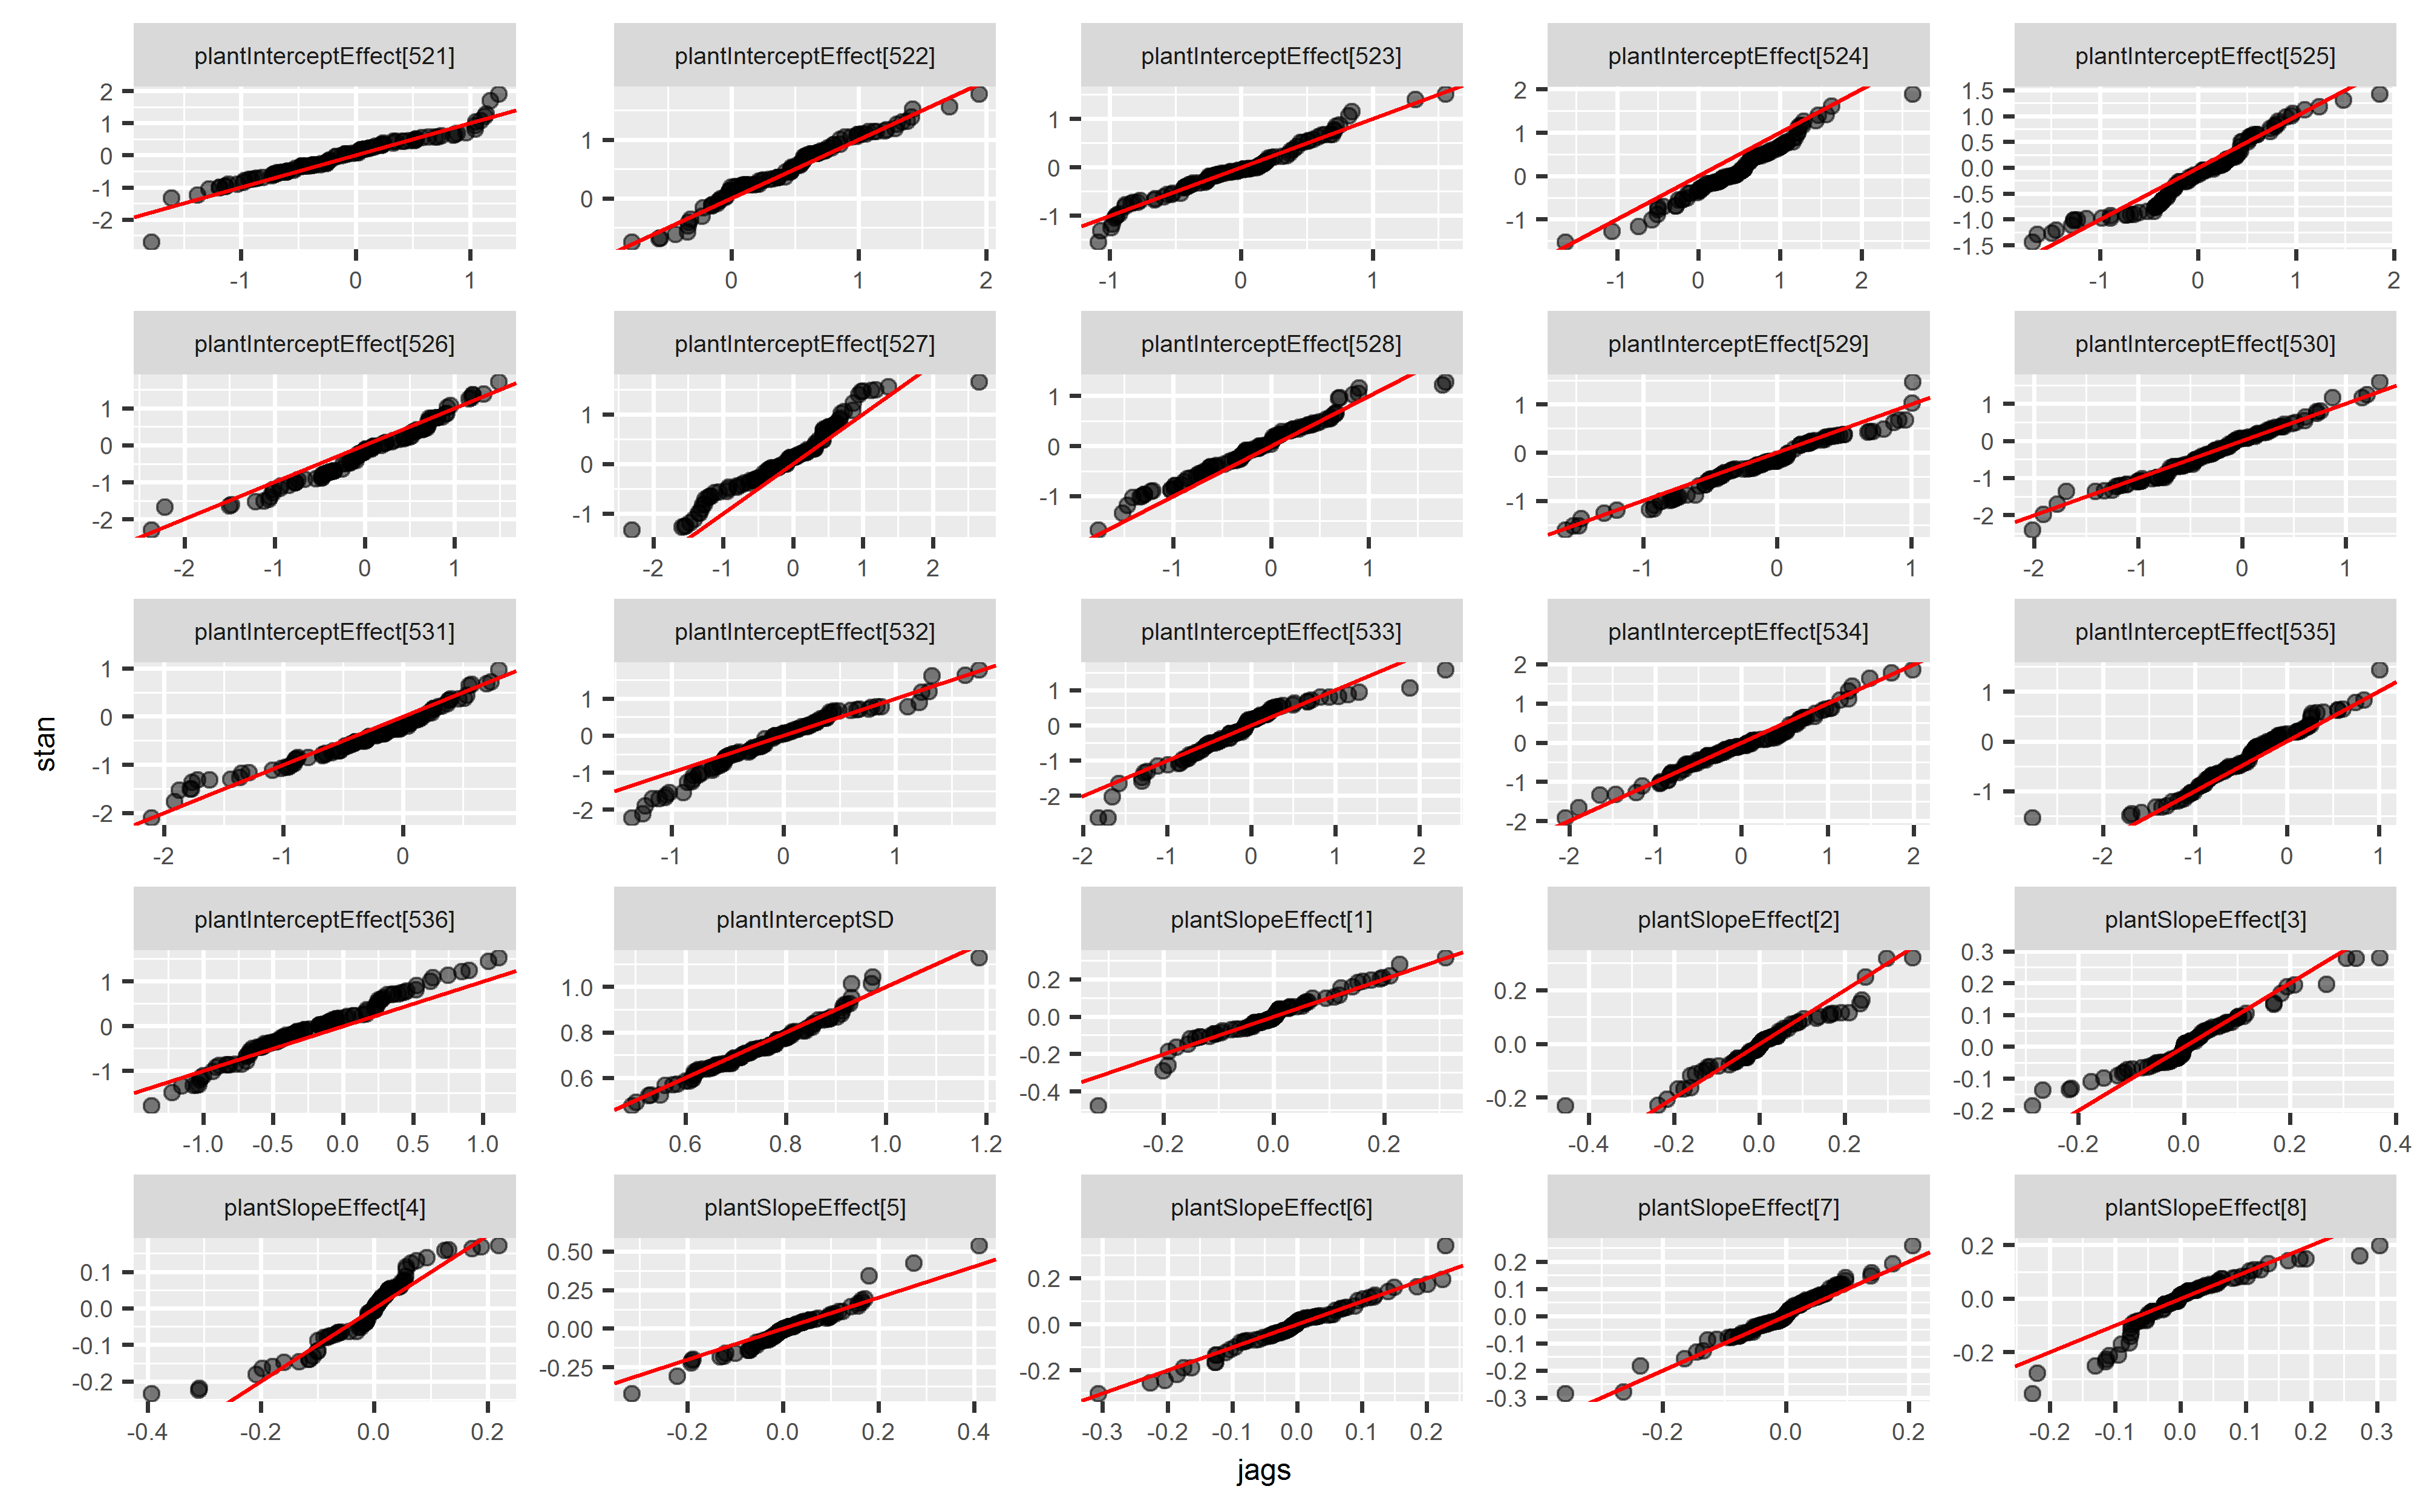 plantInterceptEffect[521] plantInterceptEffect[522] plantInterceptEffect[523] plantInterceptEffect[524] plantInterceptEffect[525]
2 1 0 -1 -2
1 0
1 0 -1
2 1 0 -1
1.5 1.0 0.5 0.0 -0.5 -1.0 -1.5
-1 0 1
0 1 2
-1 0 1
-1 0 1 2
-1 0 1 2
plantInterceptEffect[526] plantInterceptEffect[527] plantInterceptEffect[528] plantInterceptEffect[529] plantInterceptEffect[530]
1 0 -1 -2
1 0 -1
1 0 -1
1 0 -1
1 0 -1 -2
-2 -1 0 1
-2 -1 0 1 2
-1 0 1
-1 0 1
-2 -1 0 1
plantInterceptEffect[531] plantInterceptEffect[532] plantInterceptEffect[533] plantInterceptEffect[534] plantInterceptEffect[535]
1 0 -1 -2
1 0 -1 -2
1 0 -1 -2
2 1 0 -1 -2
1 0 -1
-2 -1 0
-1 0 1
-2 -1 0 1 2
-2 -1 0 1 2
-2 -1 0 1
stan
plantInterceptEffect[536] plantInterceptSD plantSlopeEffect[1] plantSlopeEffect[2] plantSlopeEffect[3]
1 0 -1
1.0 0.8 0.6
0.2 0.0 -0.2 -0.4
0.2 0.0 -0.2
0.3 0.2 0.1 0.0 -0.1 -0.2
-1.0 -0.5 0.0 0.5 1.0
0.6 0.8 1.0 1.2
-0.2 0.0 0.2
-0.4 -0.2 0.0 0.2
-0.2 0.0 0.2 0.4
plantSlopeEffect[4] plantSlopeEffect[5] plantSlopeEffect[6] plantSlopeEffect[7] plantSlopeEffect[8]
0.1 0.0 -0.1 -0.2
0.50 0.25 0.00 -0.25
0.2 0.0 -0.2
0.2 0.1 0.0 -0.1 -0.2 -0.3
0.2 0.0 -0.2
-0.4 -0.2 0.0 0.2
-0.2 0.0 0.2 0.4
-0.3 -0.2 -0.1 0.0 0.1 0.2
-0.2 0.0 0.2
-0.2 -0.1 0.0 0.1 0.2 0.3
jags